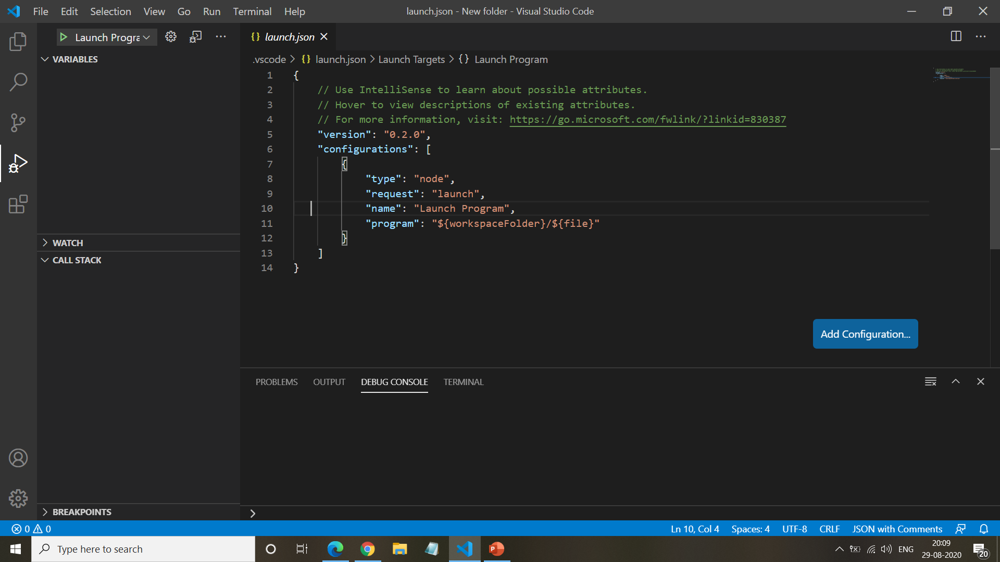 File Edit Selection View Go Run Terminal Help
launch.json - New folder - Visual Studio Code
Launch Progra
launch.json
VARIABLES
.vscode > {} launch.json > Launch Targets > {} Launch Program
1 {
2 // Use IntelliSense to learn about possible attributes.
3 // Hover to view descriptions of existing attributes.
4 // For more information, visit: https://go.microsoft.com/fwlink/?linkid=830387
5 "version": "0.2.0",
6 "configurations": [
7 {
8 "type": "node",
9 "request": "launch",
10 "name": "Launch Program",
11 "program": "${workspaceFolder}/${file}"
12 }
13 ]
14 }
WATCH
CALL STACK
BREAKPOINTS
Add Configuration...
PROBLEMS OUTPUT DEBUG CONSOLE TERMINAL
0 0
Ln 10, Col 4 Spaces: 4 UTF-8 CRLF JSON with Comments
Type here to search
ENG
20:09
29-08-2020
20